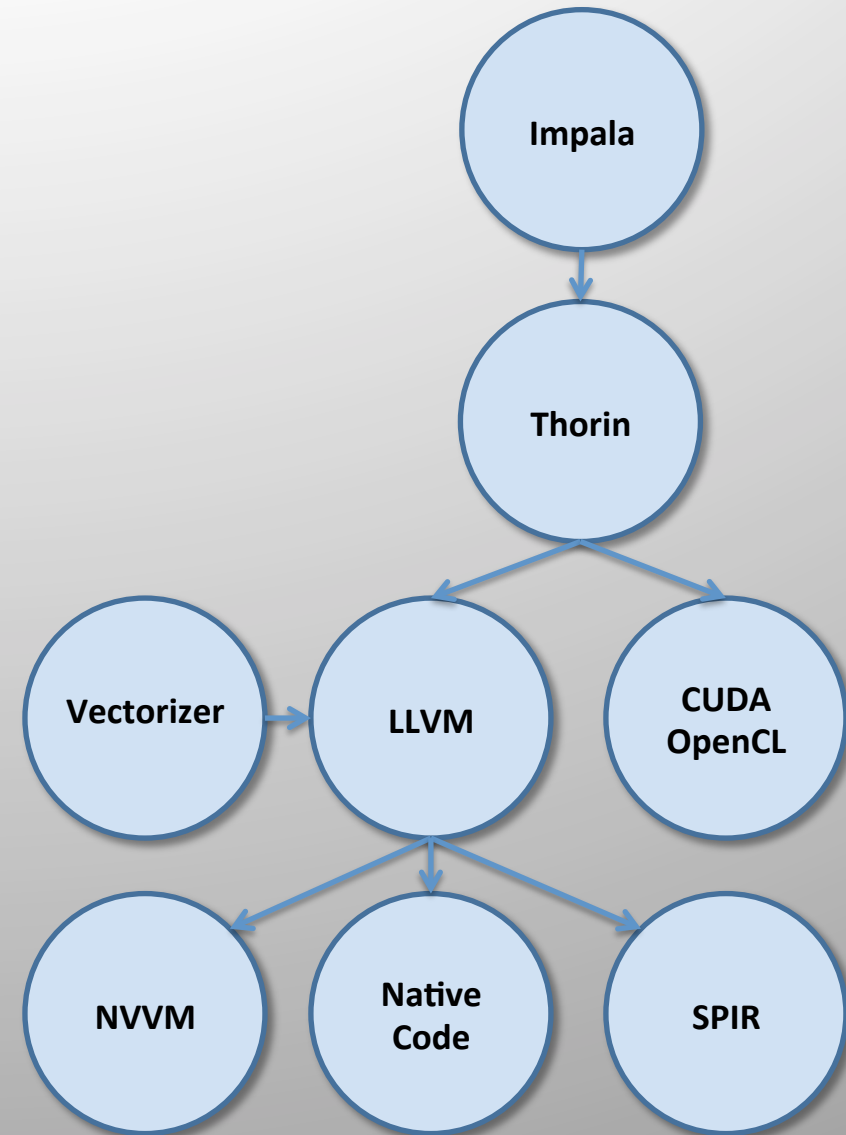 Impala
Thorin
Vectorizer
LLVM
CUDA
OpenCL
NVVM
Native
Code
SPIR